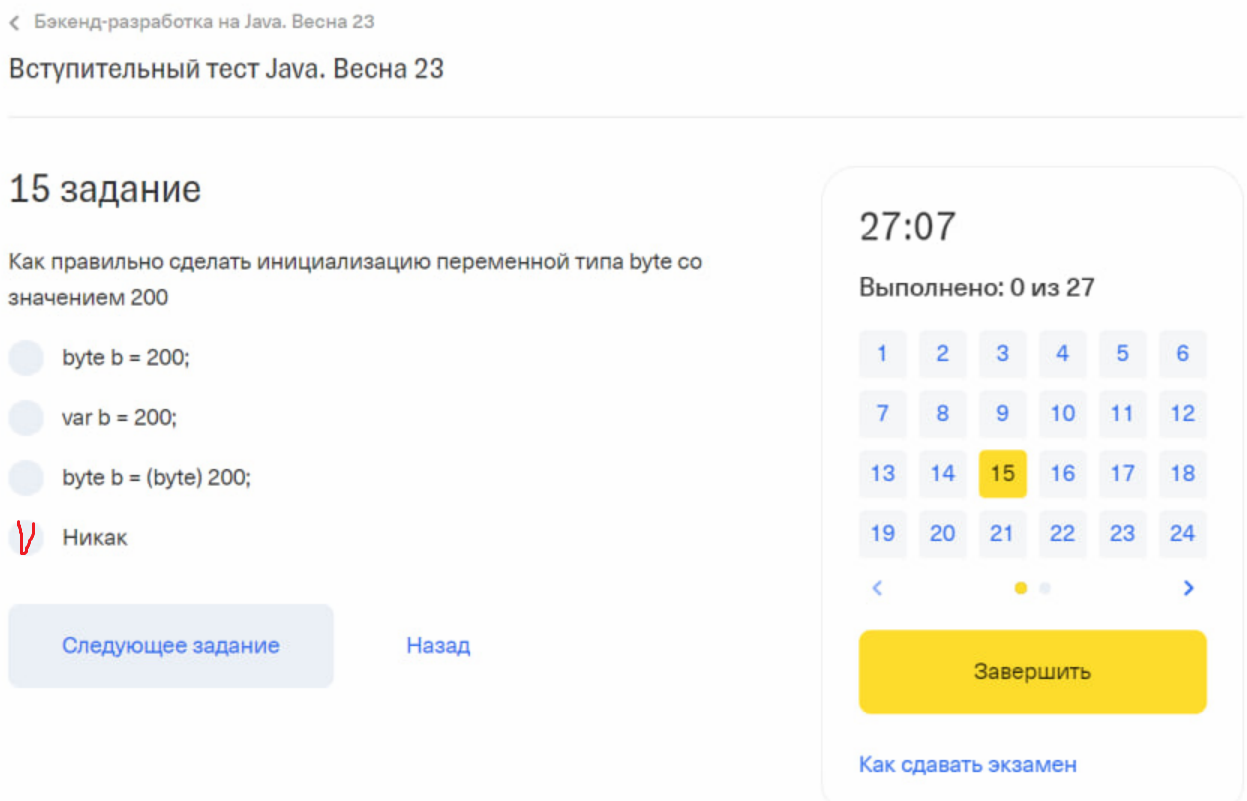 Бэкенд-разработка на Java. Весна 23
Вступительный тест Java. Весна 23
15 задание
Как правильно сделать инициализацию переменной типа byte со
значением 200
byte b = 200;
var b = 200;
byte b = (byte) 200;
Никак
Следующее задание
Назад
27:07
Выполнено: 0 из 27
1 2 3 4 5 6
7 8 9 10 11 12
13 14 15 16 17 18
19 20 21 22 23 24
Завершить
Как сдавать экзамен